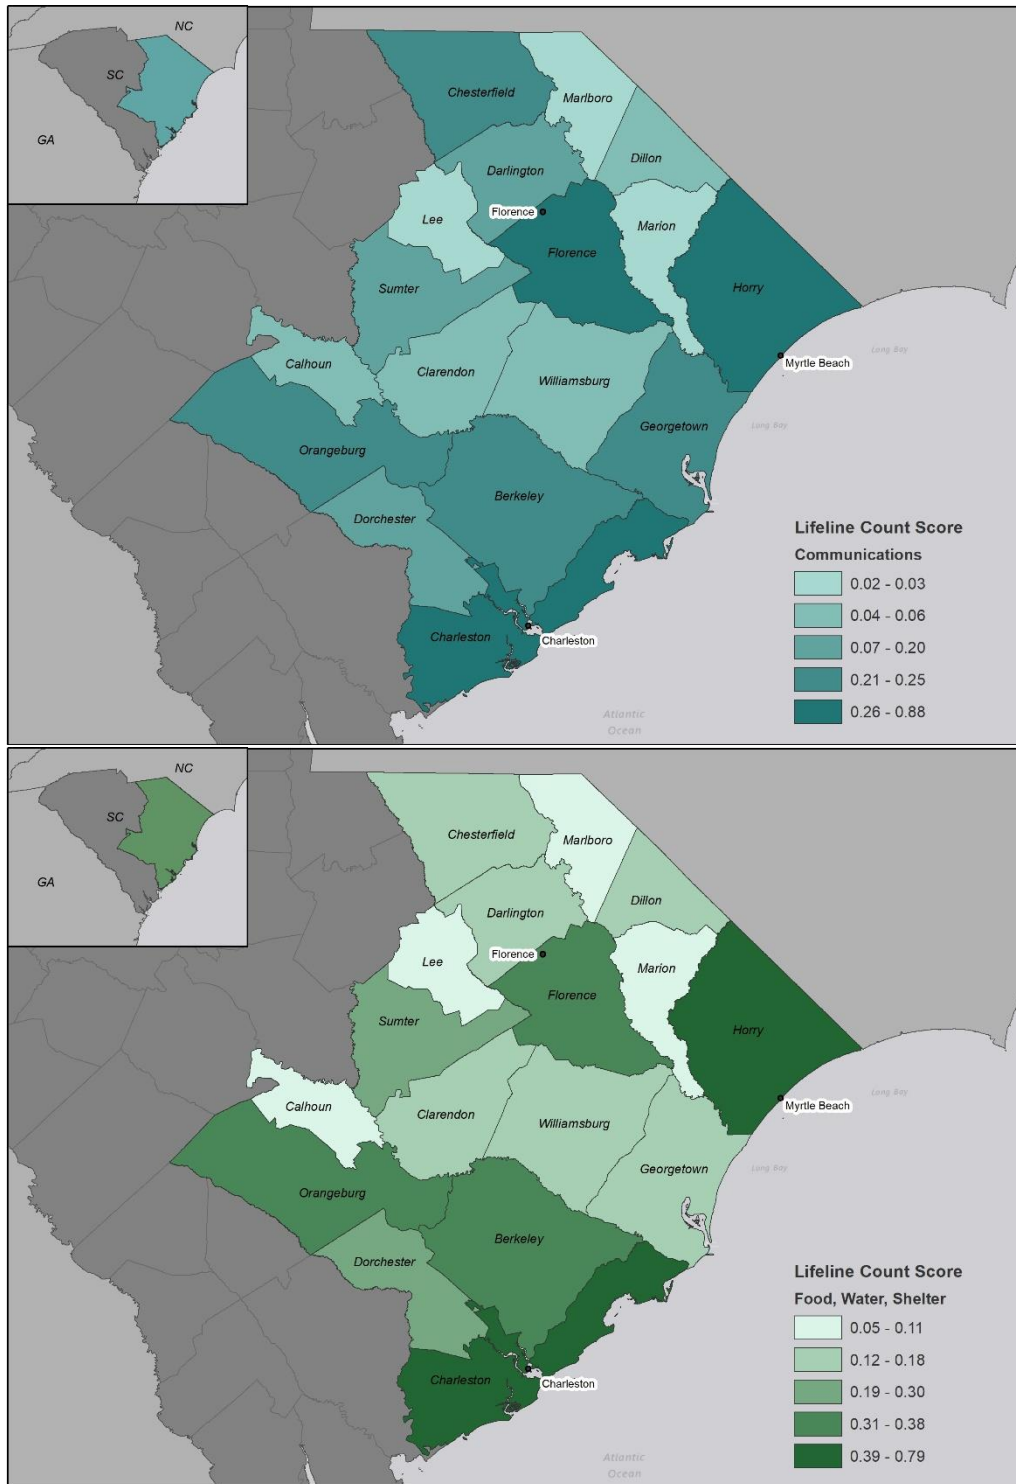 NC
SC
GA
Chesterfield
Marlboro
Darlington
Dillon
Lee
Florence
Marion
Florence
Horry
Sumter
Long Bay
Myrtle Beach
Calhoun
Clarendon
Williamsburg
Georgetown
Long Bay
Orangeburg
Berkeley
Dorchester
Charleston
Charleston
Atlantic
Ocean
Lifeline Count Score
Communications
0.02 - 0.03
0.04 - 0.06
0.07 - 0.20
0.21 - 0.25
0.26 - 0.88
NC
SC
GA
Chesterfield
Marlboro
Darlington
Dillon
Lee
Florence
Marion
Florence
Horry
Sumter
Long Bay
Myrtle Beach
Calhoun
Clarendon
Williamsburg
Georgetown
Long Bay
Orangeburg
Berkeley
Dorchester
Charleston
Charleston
Atlantic
Ocean
Lifeline Count Score
Food, Water, Shelter
0.05 - 0.11
0.12 - 0.18
0.19 - 0.30
0.31 - 0.38
0.39 - 0.79